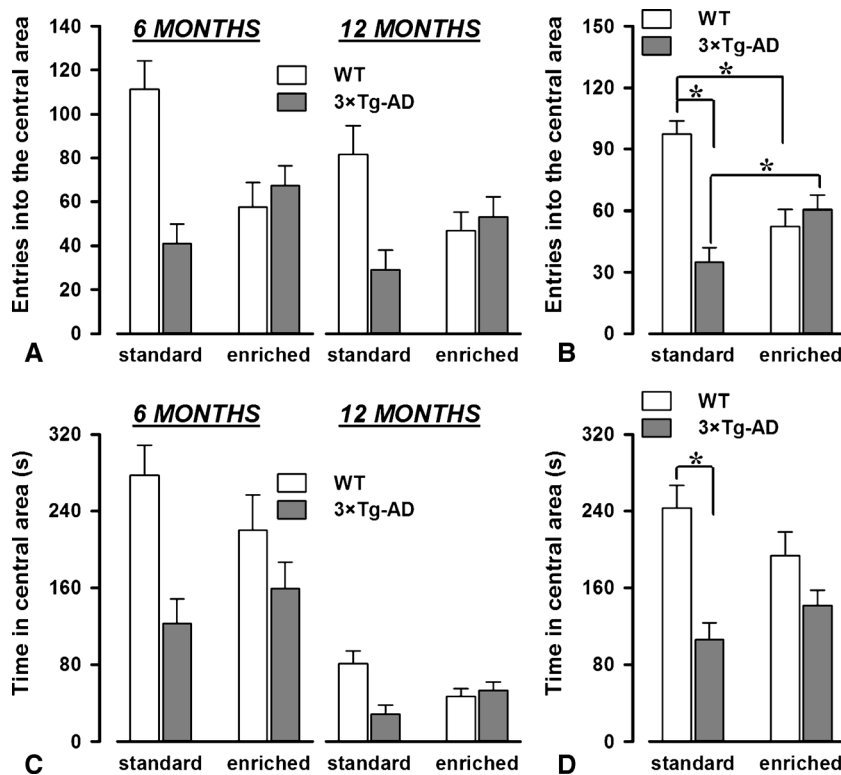 6 MONTHS
12 MONTHS
WT
3×Tg-AD
Entries into the central area
140
120
100
80
60
40
20
0
standard
enriched
standard
enriched
A
WT
3×Tg-AD
Entries into the central area
150
120
90
60
30
0
*
*
*
standard
enriched
B
6 MONTHS
12 MONTHS
WT
3×Tg-AD
Time in central area (s)
320
240
160
80
0
standard
enriched
standard
enriched
C
WT
3×Tg-AD
Time in central area (s)
320
240
160
80
0
*
standard
enriched
D